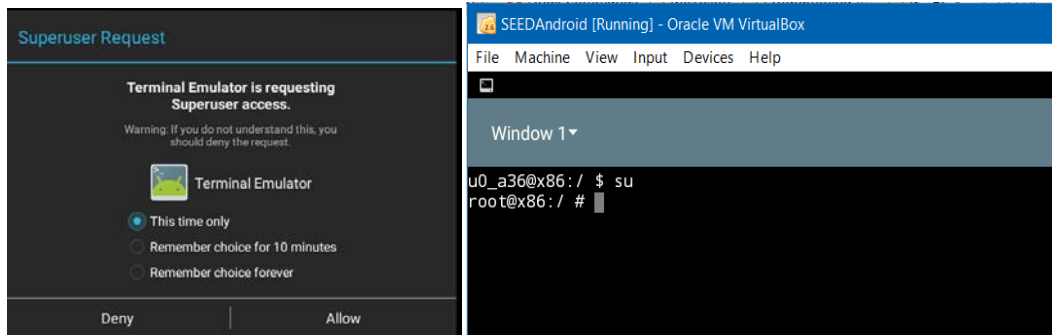 Superuser Request
Terminal Emulator is requesting
Superuser access.
Warning: If you do not understand this, you
should deny the request.
Terminal Emulator
This time only
Remember choice for 10 minutes
Remember choice forever
Deny
Allow
SEEDAndroid [Running] - Oracle VM VirtualBox
File Machine View Input Devices Help
Window 1
u0_a36@x86:/ $ su
root@x86:/ #